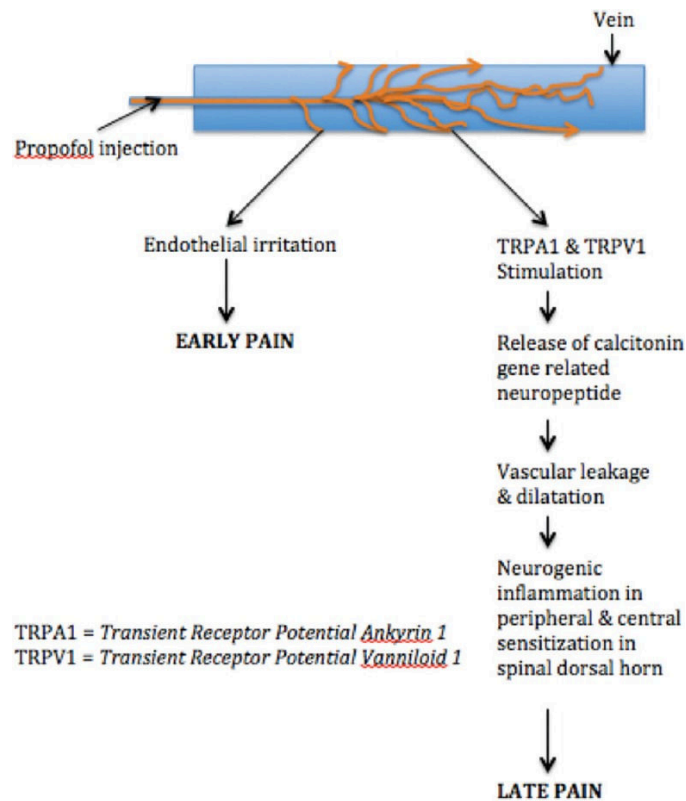 Vein
Propofol injection
Endothelial irritation
EARLY PAIN
TRPA1 & TRPV1
Stimulation
Release of calcitonin
gene related
neuropeptide
Vascular leakage
& dilatation
Neurogenic
inflammation in
peripheral & central
sensitization in
spinal dorsal horn
LATE PAIN
TRPA1 = Transient Receptor Potential Ankyrin 1
TRPV1 = Transient Receptor Potential Vanniloid 1